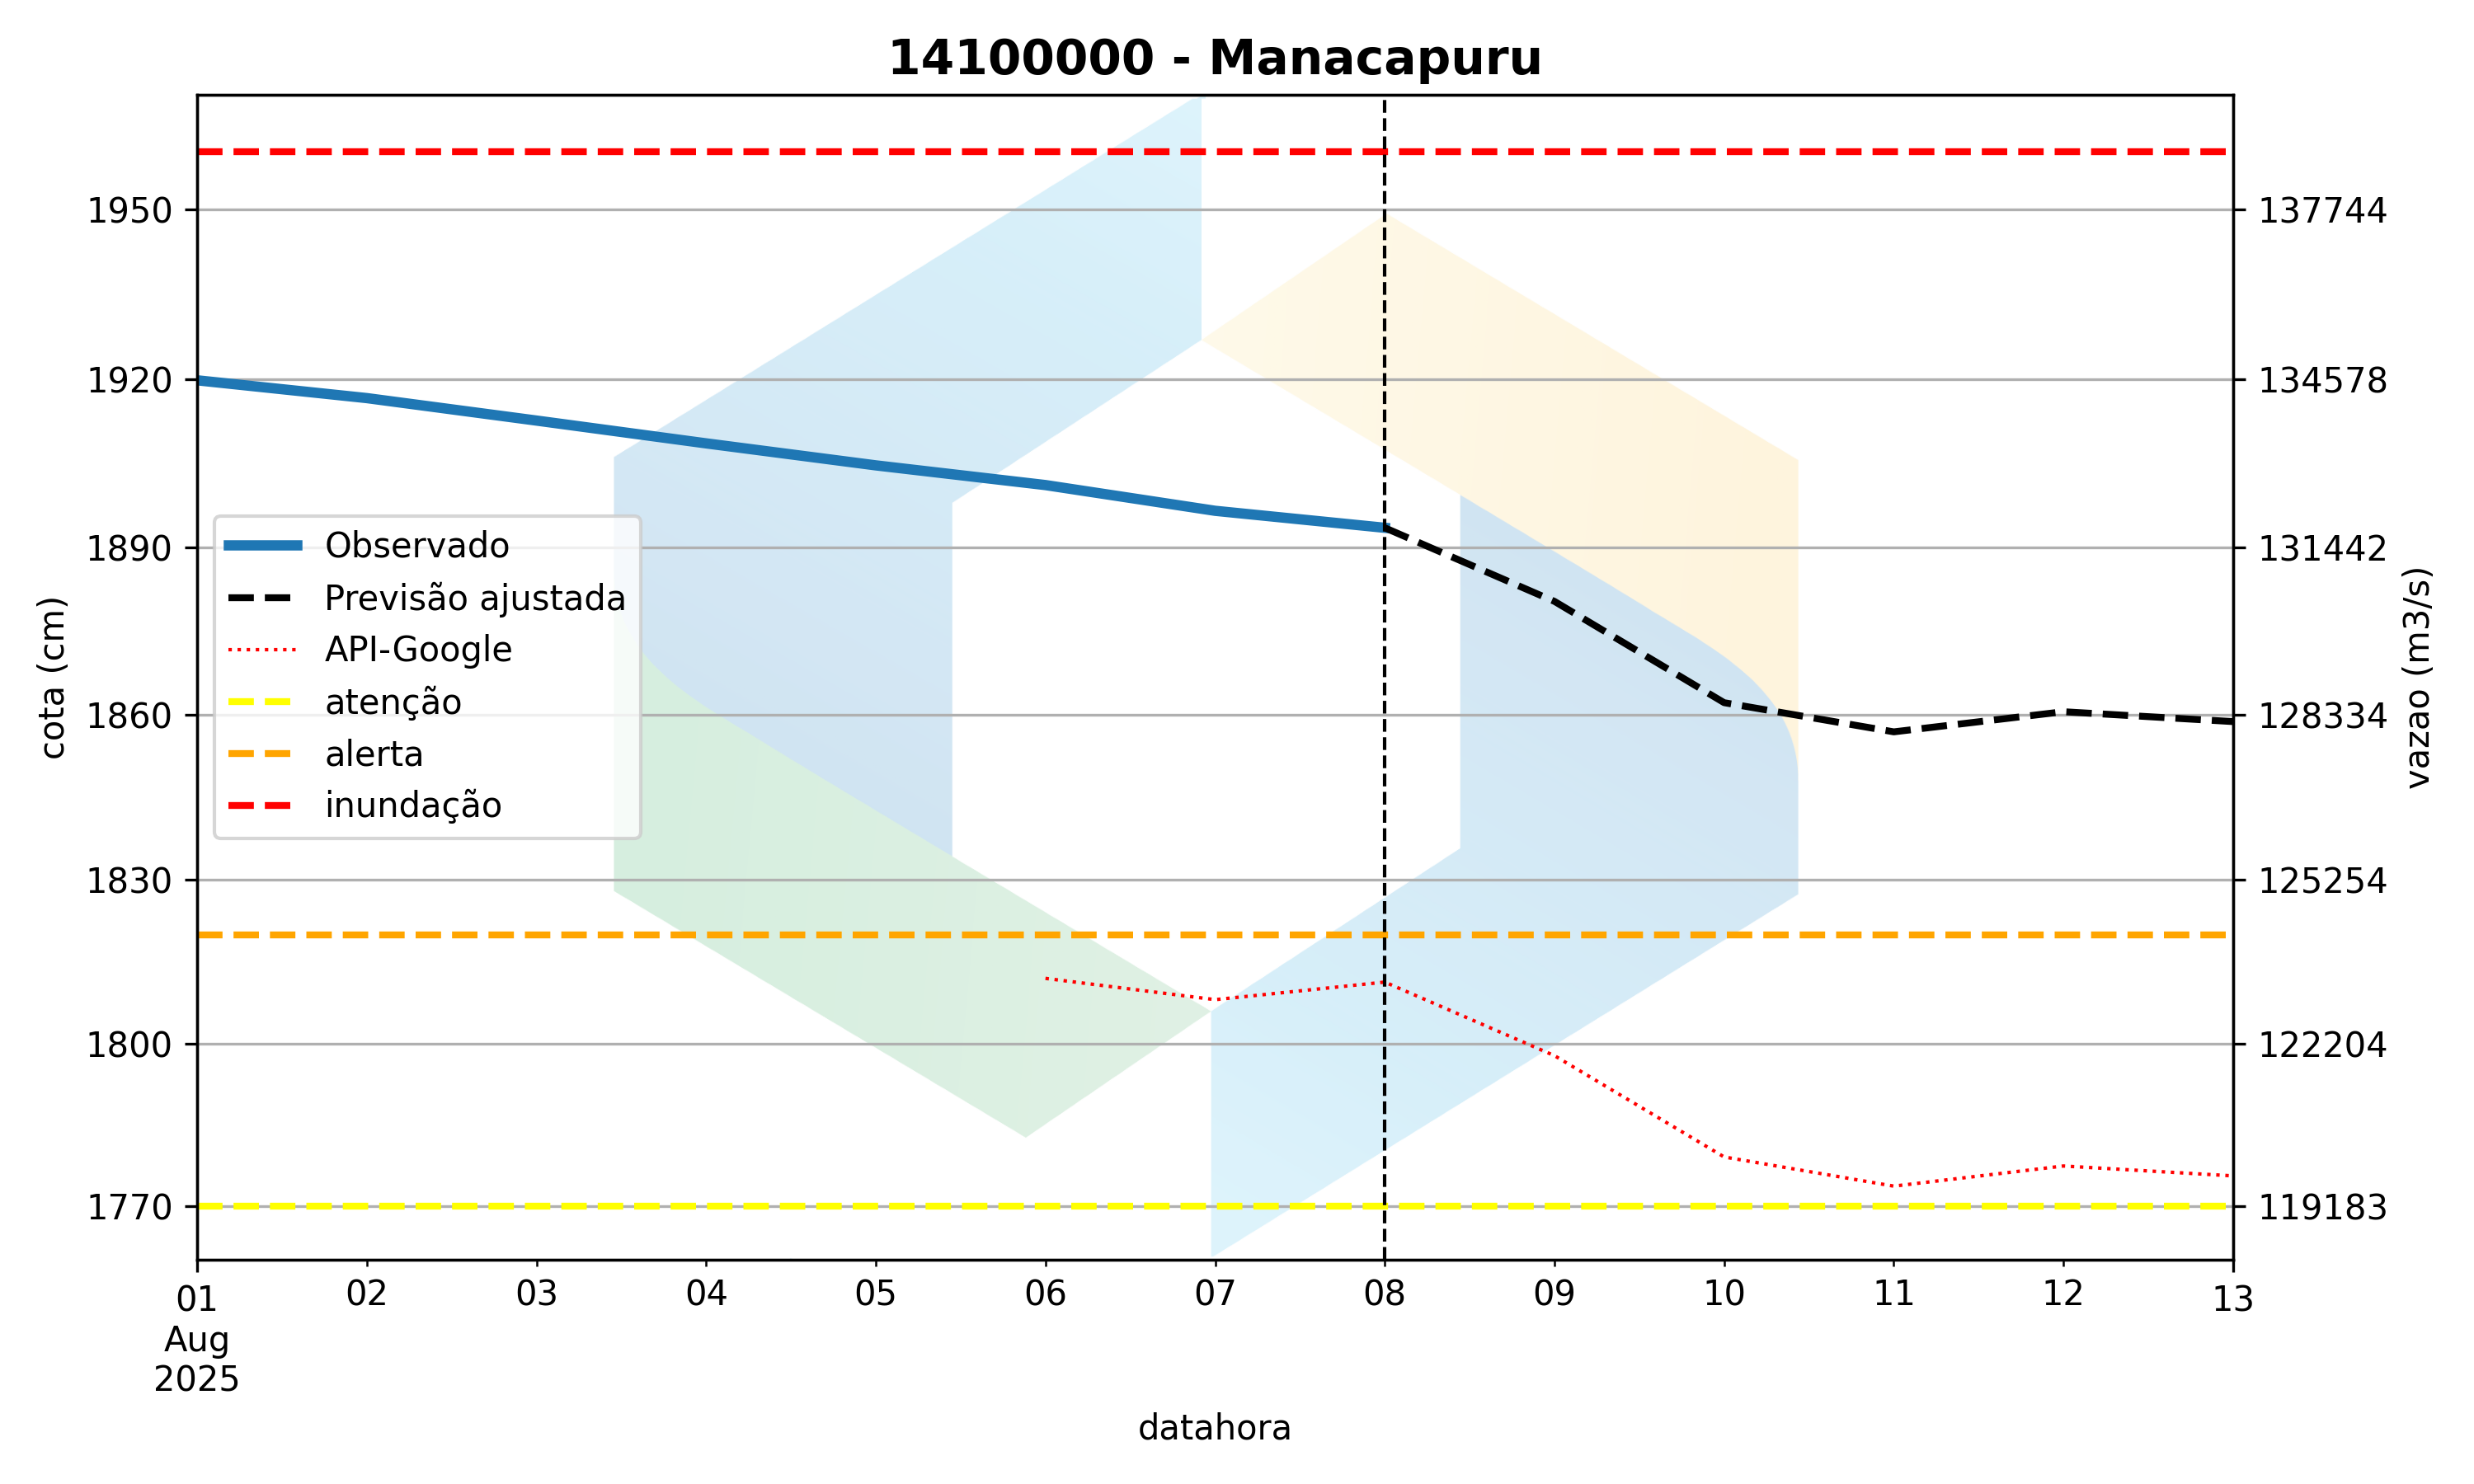 14100000 - Manacapuru
1950
1920
1890
1860
1830
1800
1770
cota (cm)
137744
134578
131442
128334
125254
122204
119183
vazao (m3/s)
Observado
Previsão ajustada
API-Google
atenção
alerta
inundação
01 02 03 04 05 06 07 08 09 10 11 12 13
Aug
2025
datahora